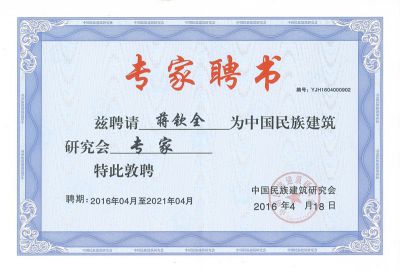 专家聘书
编号：YJH1604000902
兹聘请 蒋钦全 为中国民族建筑
研究会 专 家
特此敦聘
聘期：2016年04月至2021年04月
中国民族建筑研究会
2016 年4 月18日